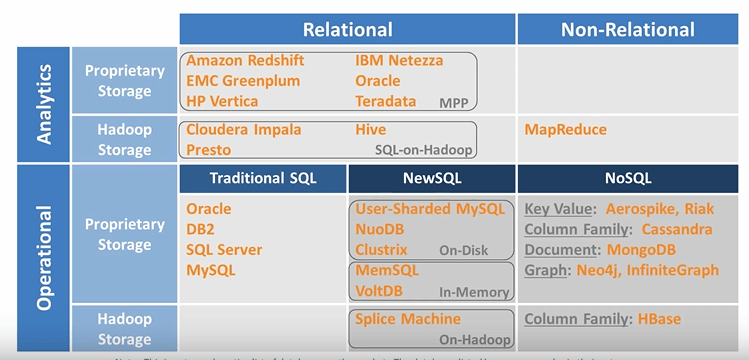 Relational
Non-Relational
Analytics
Proprietary Storage
Amazon Redshift IBM Netezza
EMC Greenplum Oracle
HP Vertica Teradata MPP
Hadoop Storage
Cloudera Impala Hive
Presto SQL-on-Hadoop
MapReduce
Operational
Traditional SQL NewSQL NoSQL
Proprietary Storage
Oracle
DB2
SQL Server
MySQL
User-Sharded MySQL
NuoDB
Clustrix On-Disk
MemSQL
VoltDB In-Memory
Key Value: Aerospike, Riak
Column Family: Cassandra
Document: MongoDB
Graph: Neo4j, InfiniteGraph
Hadoop Storage
Splice Machine
On-Hadoop
Column Family: HBase